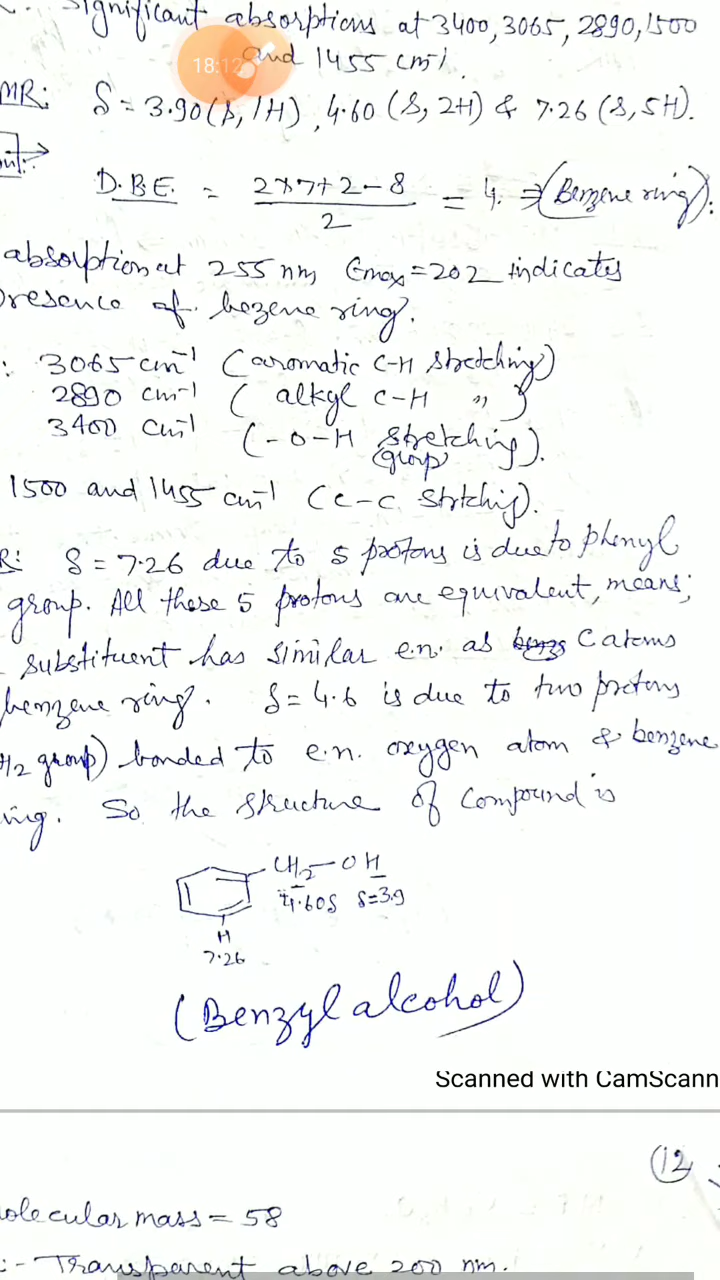 Significant absorptions at 3400, 3065, 2890, 1500
and 1455 cm-1.
18:12
MR: δ = 3.90 (s, 1H), 4.60 (s, 2H) & 7.26 (s, 5H).
D.B.E. = 2×7+2-8 / 2 = 4. ⇒ (Benzene ring).
absorption at 255 nm, Єmax = 202 indicates
presence of bezene ring.
: 3065 cm-1 (aromatic C-H stretching)
2890 cm-1 ( alkyl C-H " )
3400 cm-1 (-O-H stretching).
group
1500 and 1455 cm-1 (C-C strtchig).
R: δ = 7.26 due to 5 protons is due to phenyl
group. All these 5 protons are equivalent, means;
substituent has similar e.n. as C atoms
benzene ring. δ = 4.6 is due to two protons
H2 group) bonded to e.n. oxygen atom & benzene
ring. So the structure of compound is
CH2-OH
4.60δ δ=3.9
H
7.26
(Benzyl alcohol)
Scanned with CamScann
(12)
olecular mass = 58
:- Transparent above 200 nm.